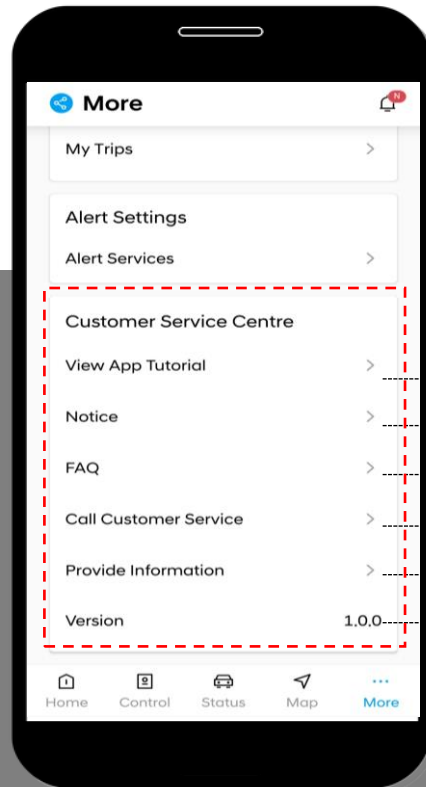 More
N
My Trips
Alert Settings
Alert Services
Customer Service Centre
View App Tutorial
Notice
FAQ
Call Customer Service
Provide Information
Version 1.0.0
Home Control Status Map More